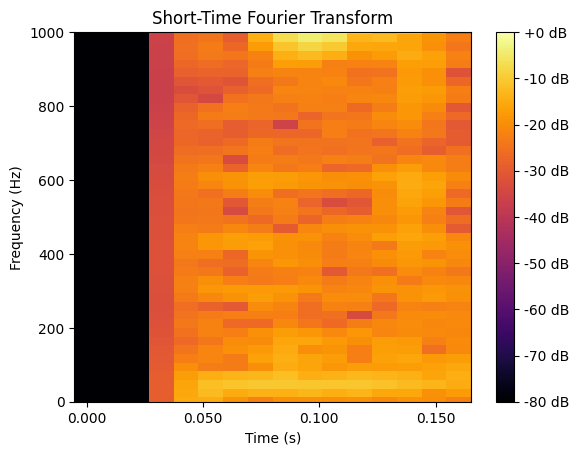 Short-Time Fourier Transform
1000
800
600
400
200
0
Frequency (Hz)
0.000
0.050
0.100
0.150
Time (s)
+0 dB
-10 dB
-20 dB
-30 dB
-40 dB
-50 dB
-60 dB
-70 dB
-80 dB